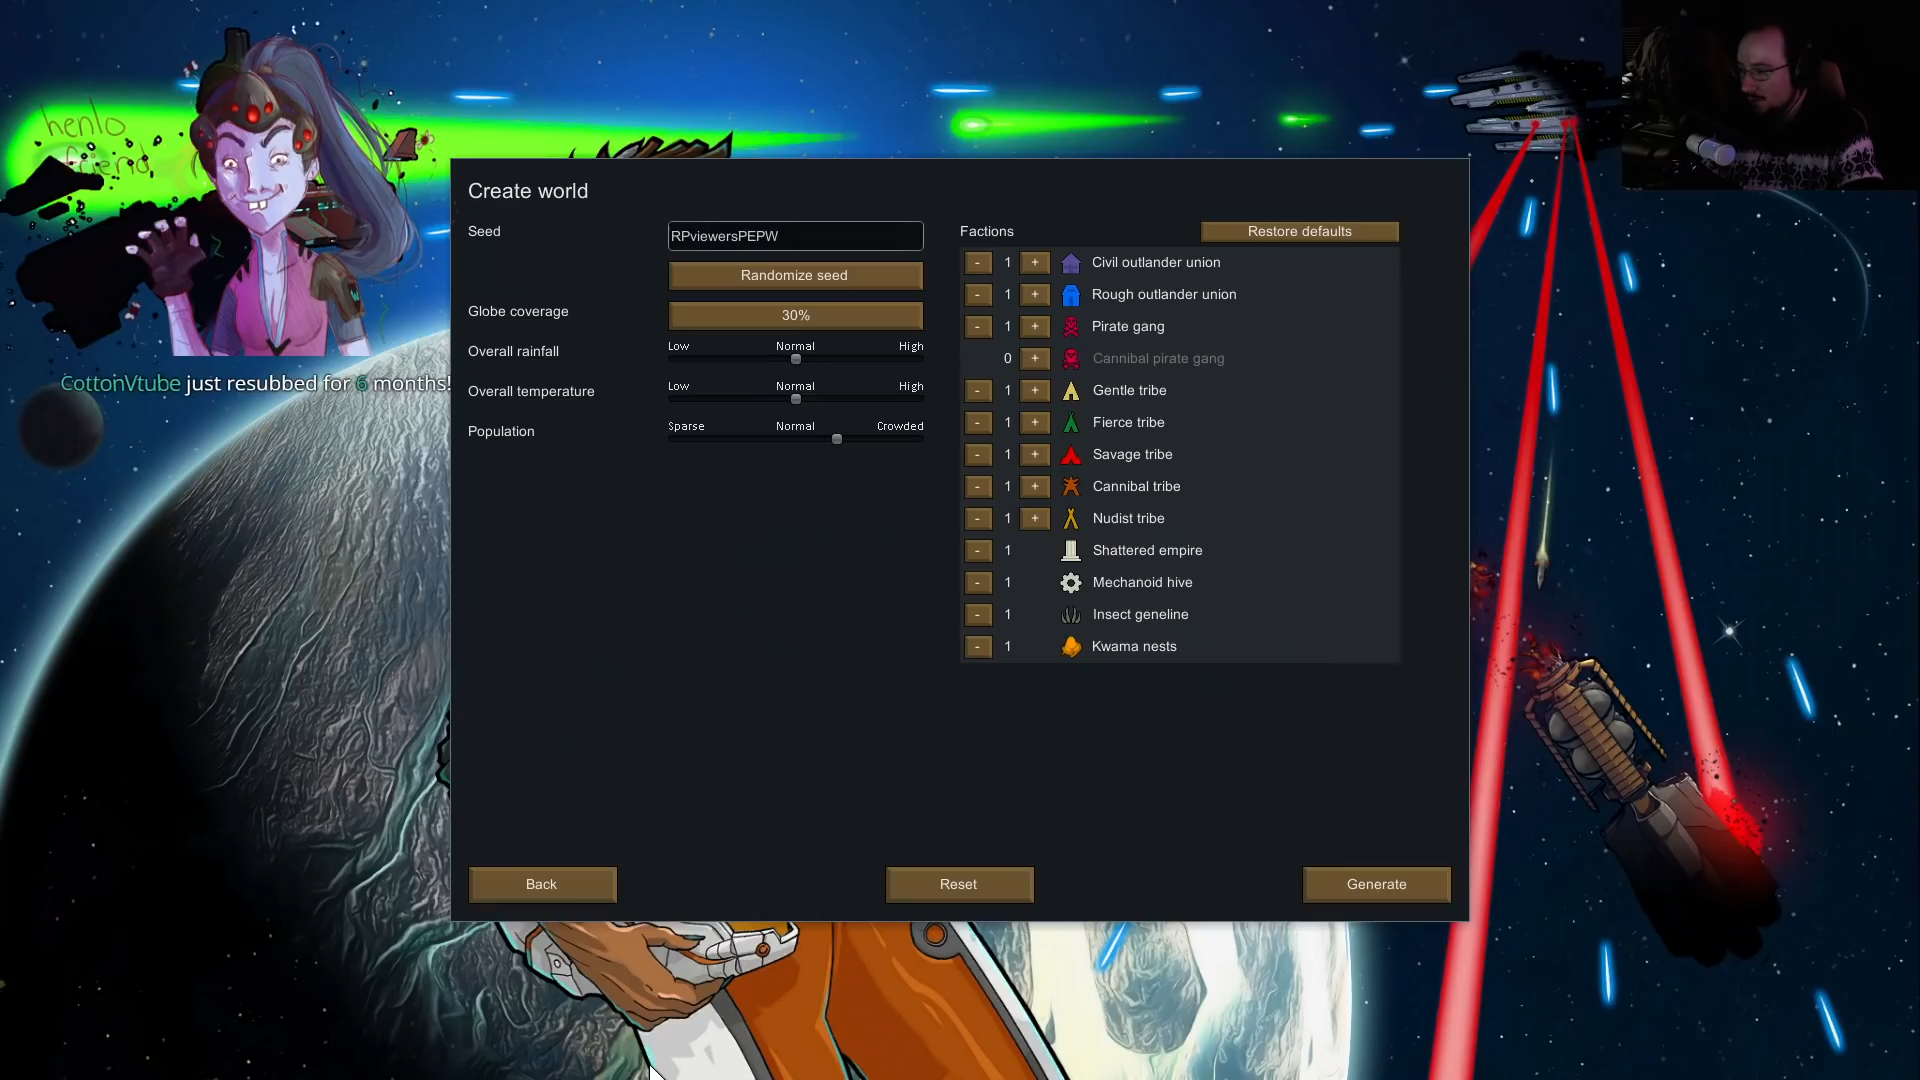 henlo
friend
CottonVtube just resubbed for 6 months!
Create world
Seed
RPviewersPEPW
Randomize seed
Globe coverage
30%
Overall rainfall
Low Normal High
Overall temperature
Low Normal High
Population
Sparse Normal Crowded
Factions
Restore defaults
- 1 + Civil outlander union
- 1 + Rough outlander union
- 1 + Pirate gang
0 + Cannibal pirate gang
- 1 + Gentle tribe
- 1 + Fierce tribe
- 1 + Savage tribe
- 1 + Cannibal tribe
- 1 + Nudist tribe
- 1 Shattered empire
- 1 Mechanoid hive
- 1 Insect geneline
- 1 Kwama nests
Back
Reset
Generate